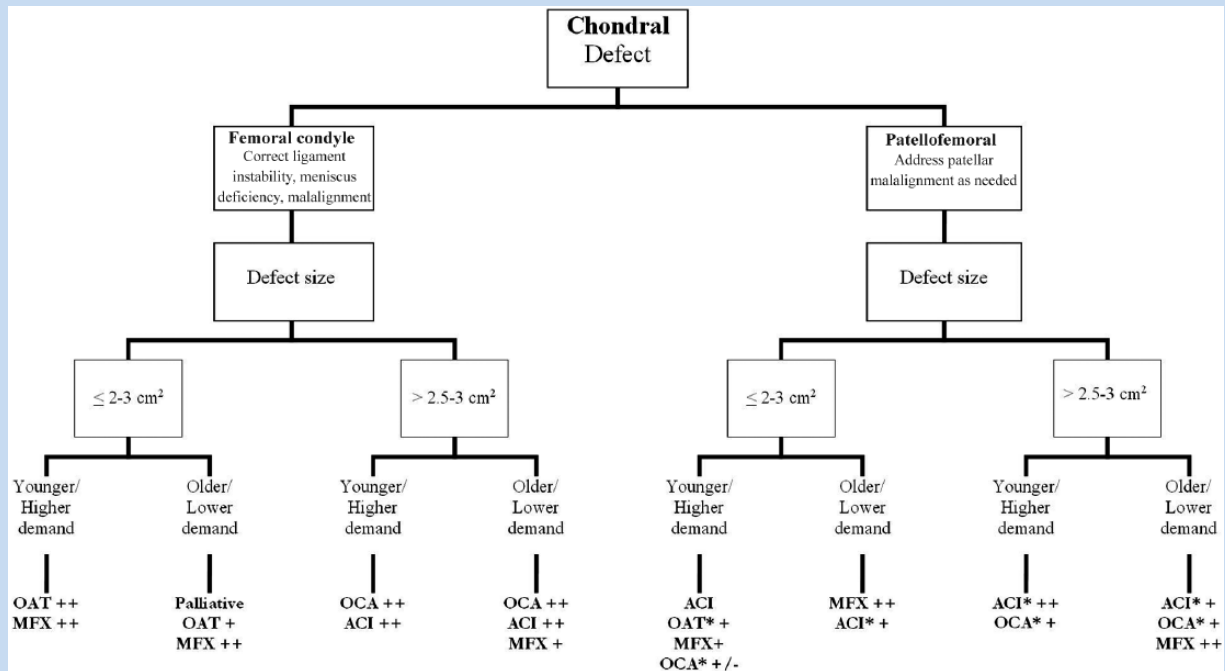 Chondral
Defect
Femoral condyle
Correct ligament
instability, meniscus
deficiency, malalignment
Patellofemoral
Address patellar
malalignment as needed
Defect size
Defect size
≤ 2-3 cm²
> 2.5-3 cm²
≤ 2-3 cm²
> 2.5-3 cm²
Younger/
Higher
demand
Older/
Lower
demand
Younger/
Higher
demand
Older/
Lower
demand
Younger/
Higher
demand
Older/
Lower
demand
Younger/
Higher
demand
Older/
Lower
demand
OAT ++
MFX ++
Palliative
OAT +
MFX ++
OCA ++
ACI ++
OCA ++
ACI ++
MFX +
ACI
OAT* +
MFX+
OCA* +/-
MFX ++
ACI* +
ACI* ++
OCA* +
ACI* +
OCA* +
MFX ++